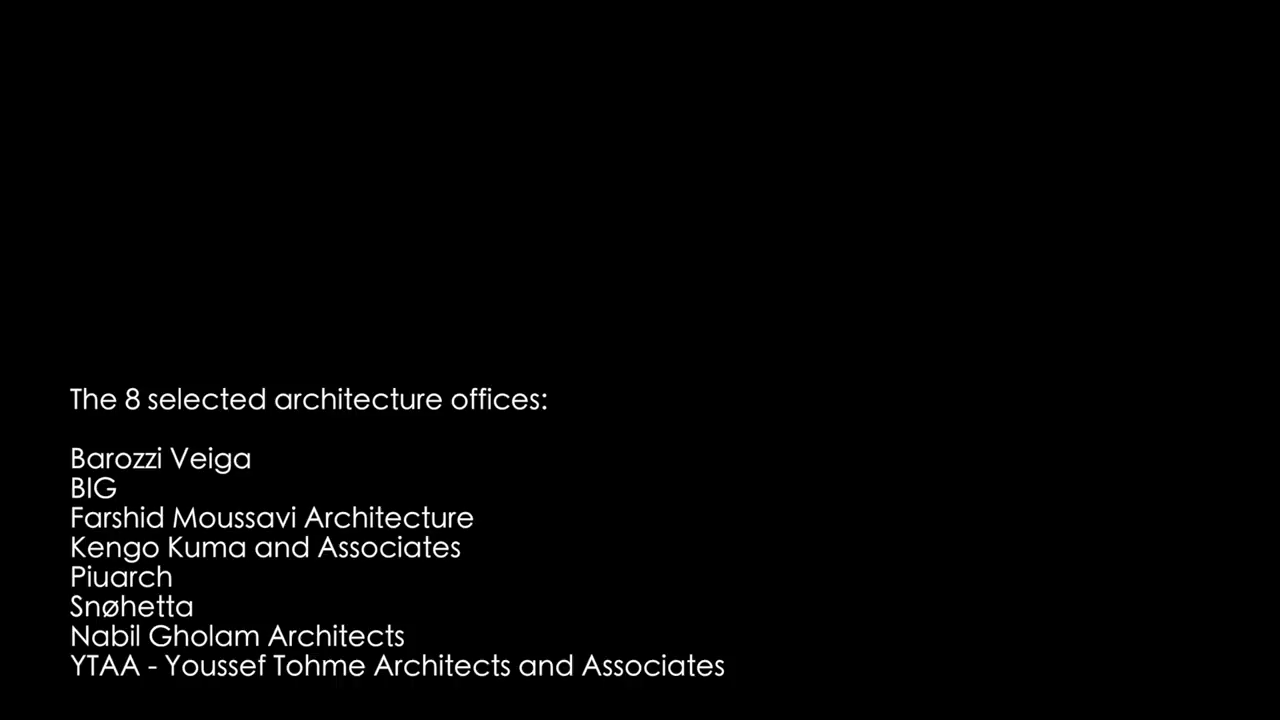 The 8 selected architecture offices:
Barozzi Veiga
BIG
Farshid Moussavi Architecture
Kengo Kuma and Associates
Piuarch
Snøhetta
Nabil Gholam Architects
YTAA - Youssef Tohme Architects and Associates